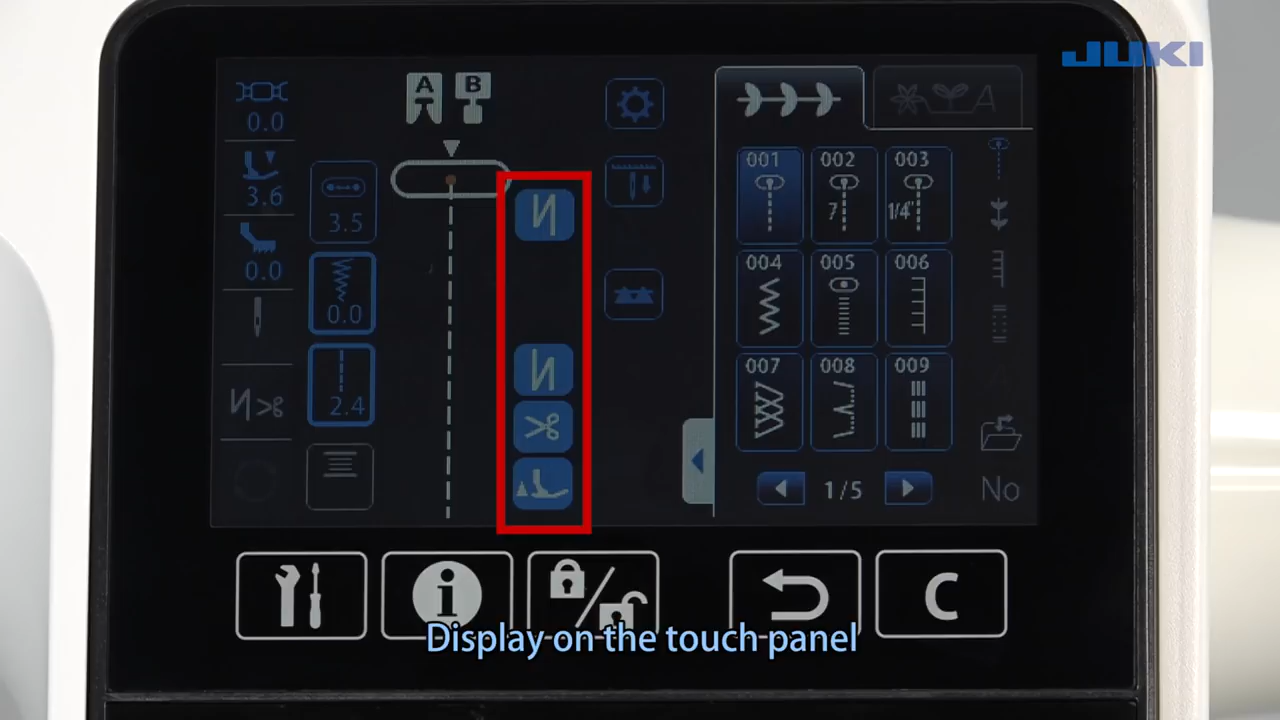 JUKI
A B
0.0
3.6
3.5
0.0
0.0
2.4
A
001 002 003
7 1/4"
004 005 006
007 008 009
1/5
No
i
C
Display on the touch panel